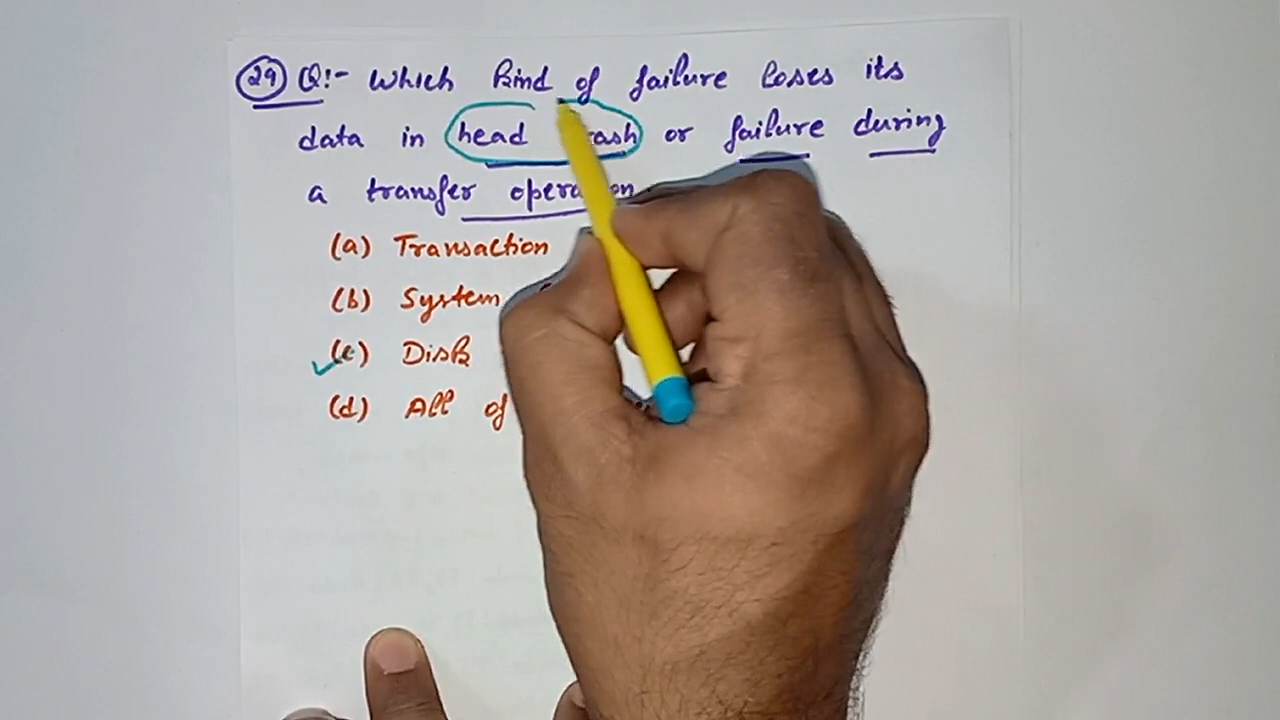 29 Q:- Which kind of failure loses its
data in head crash or failure during
a transfer operation
(a) Transaction
(b) System
(c) Disk
(d) All of